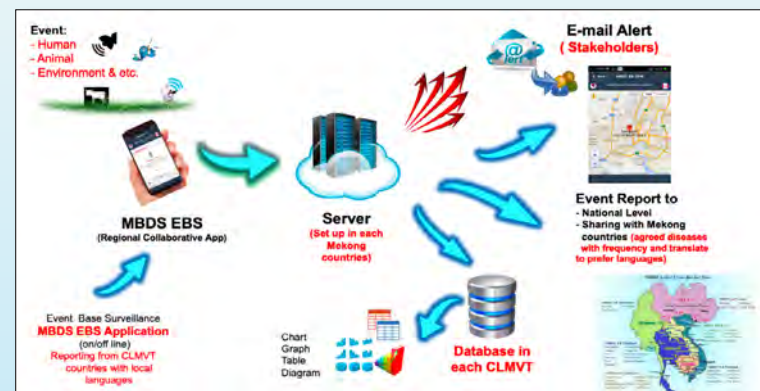 Event:
- Human
- Animal
- Environment & etc.
MBDS EBS
(Regional Collaborative App)
Event Base Surveillance
MBDS EBS Application
(on/off line)
Reporting from CLMVT
countries with local
languages
Server
(Set up in each
Mekong
countries)
Chart
Graph
Table
Diagram
Database in
each CLMVT
E-mail Alert
( Stakeholders)
@
Event Report to
- National Level
- Sharing with Mekong
countries (agreed diseases
with frequency and translate
to prefer languages)